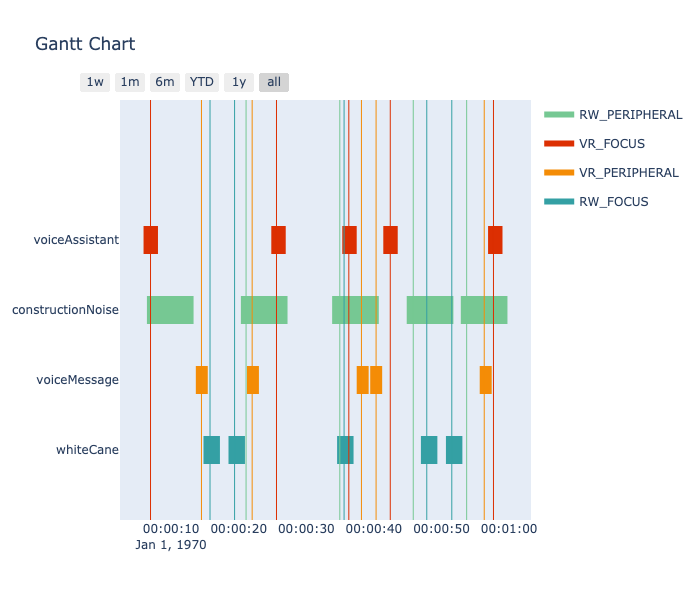 Gantt Chart
1w 1m 6m YTD 1y all
RW_PERIPHERAL
VR_FOCUS
VR_PERIPHERAL
RW_FOCUS
voiceAssistant
constructionNoise
voiceMessage
whiteCane
00:00:10 00:00:20 00:00:30 00:00:40 00:00:50 00:01:00
Jan 1, 1970